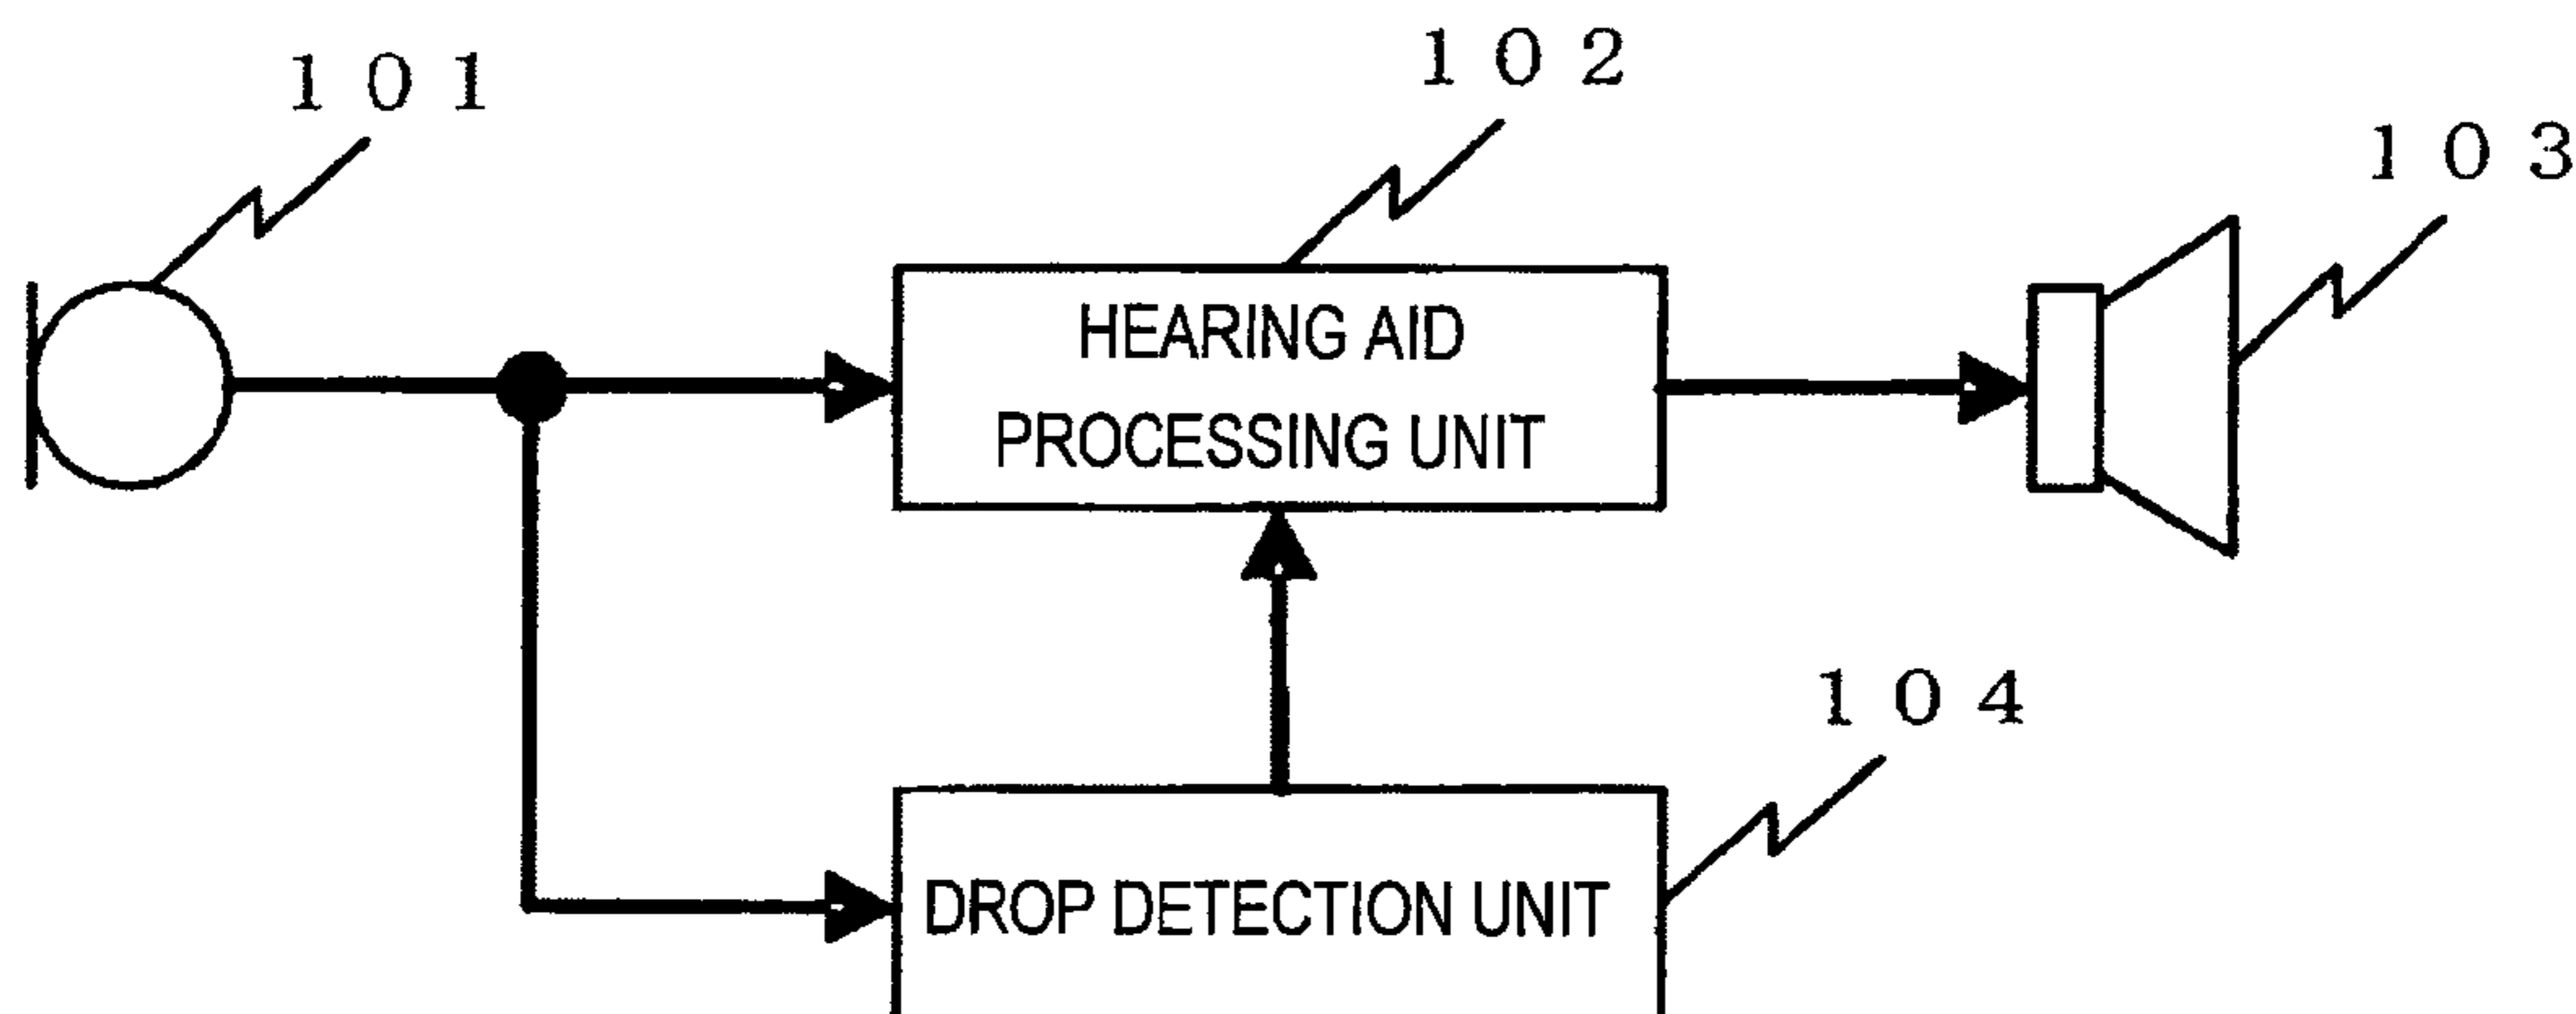 101
102
103
HEARING AID
PROCESSING UNIT
104
DROP DETECTION UNIT